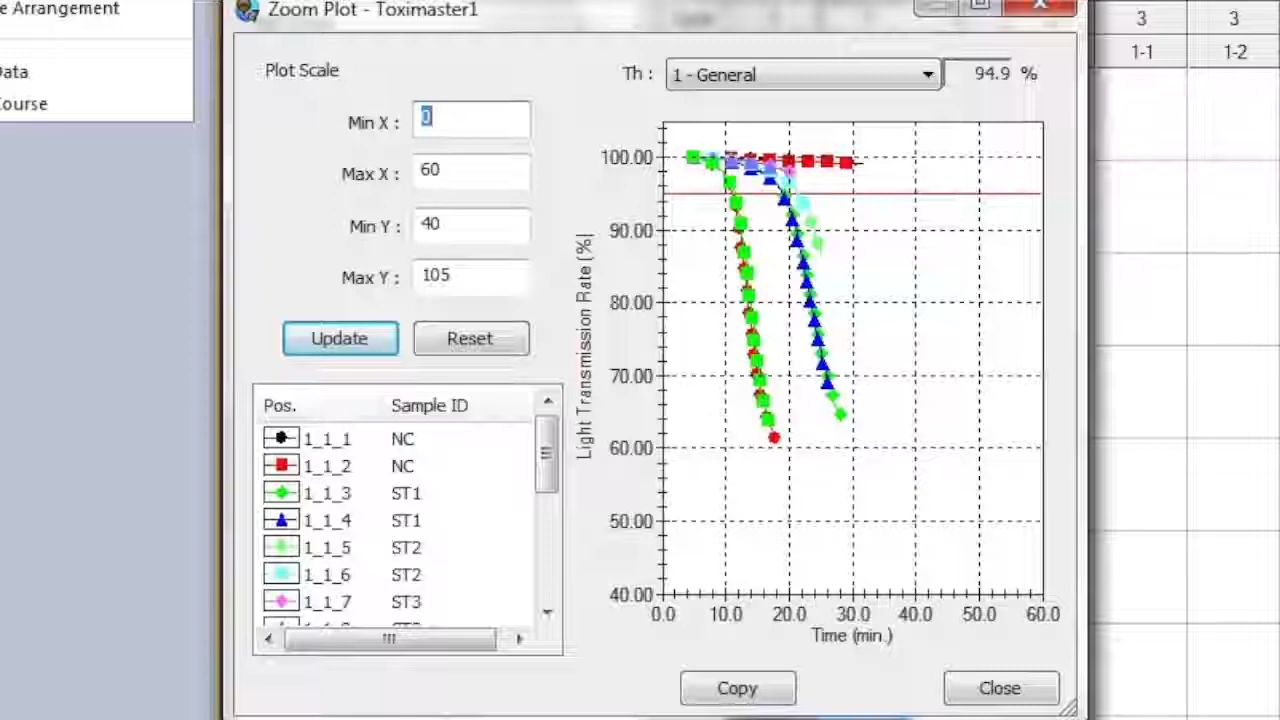 e Arrangement
Data
Course
Zoom Plot - Toximaster1
Plot Scale
Min X : 0
Max X : 60
Min Y : 40
Max Y : 105
Update Reset
Pos. Sample ID
1_1_1 NC
1_1_2 NC
1_1_3 ST1
1_1_4 ST1
1_1_5 ST2
1_1_6 ST2
1_1_7 ST3
Th : 1 - General 94.9 %
Light Transmission Rate (%)
100.00
90.00
80.00
70.00
60.00
50.00
40.00
0.0 10.0 20.0 30.0 40.0 50.0 60.0
Time (min.)
Copy Close
3 3
1-1 1-2